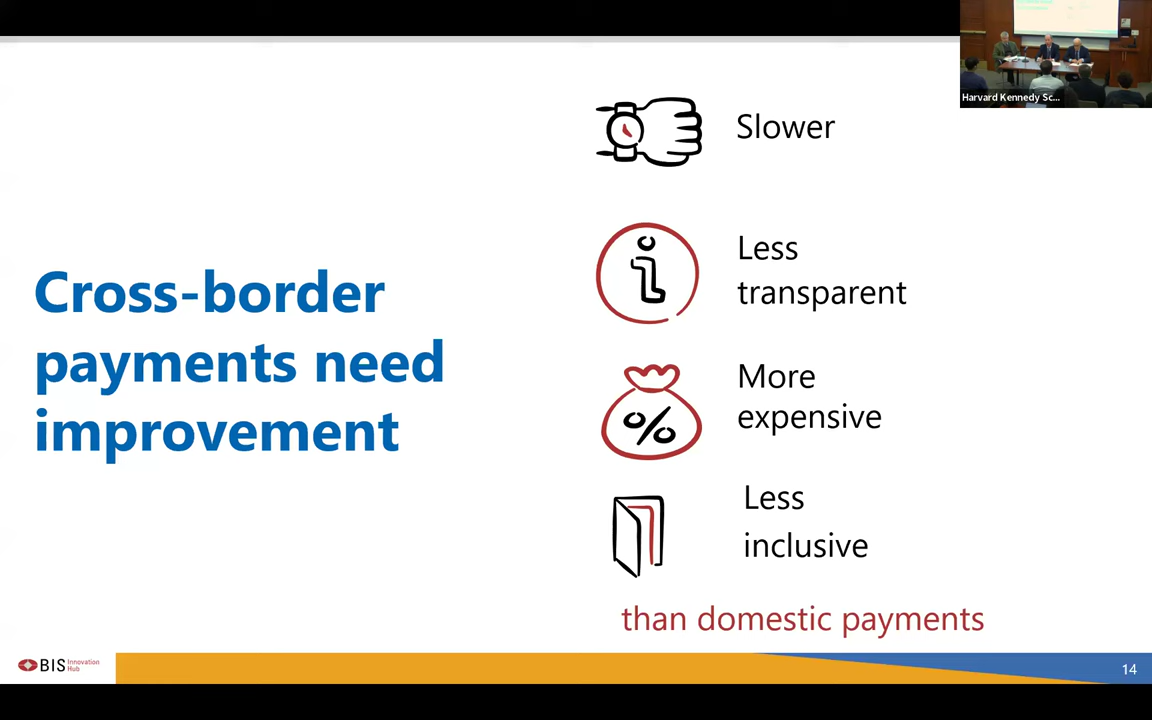 Harvard Kennedy Sc...
Slower
Less
transparent
Cross-border
payments need
improvement
More
expensive
Less
inclusive
than domestic payments
BIS Innovation
Hub
14